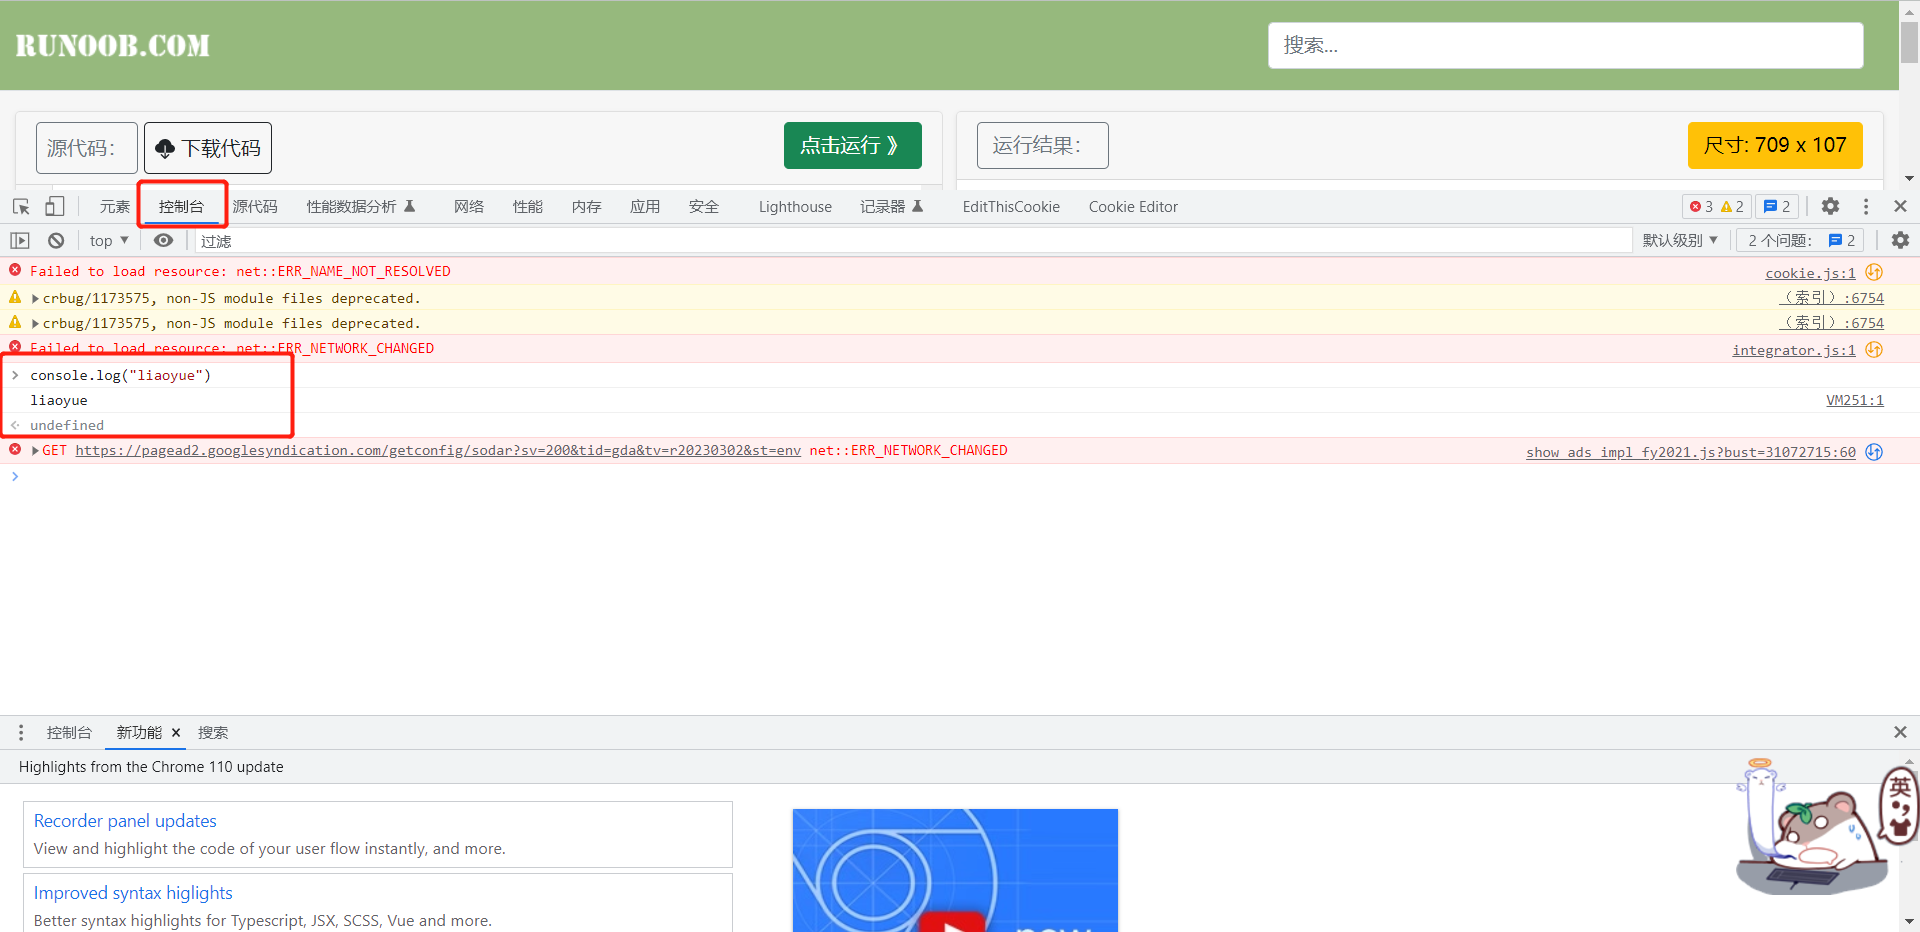 RUNOOB.COM
搜索...
源代码：
下载代码
点击运行 》
运行结果：
尺寸: 709 x 107
元素
控制台
源代码
性能数据分析
网络
性能
内存
应用
安全
Lighthouse
记录器
EditThisCookie
Cookie Editor
3
2
2
top
过滤
默认级别
2 个问题：
2
Failed to load resource: net::ERR_NAME_NOT_RESOLVED
cookie.js:1
crbug/1173575, non-JS module files deprecated.
（索引）:6754
crbug/1173575, non-JS module files deprecated.
（索引）:6754
Failed to load resource: net::ERR_NETWORK_CHANGED
integrator.js:1
console.log("liaoyue")
liaoyue
VM251:1
undefined
GET https://pagead2.googlesyndication.com/getconfig/sodar?sv=200&tid=gda&tv=r20230302&st=env net::ERR_NETWORK_CHANGED
show_ads_impl_fy2021.js?bust=31072715:60
控制台
新功能
搜索
Highlights from the Chrome 110 update
Recorder panel updates
View and highlight the code of your user flow instantly, and more.
Improved syntax higlights
Better syntax highlights for Typescript, JSX, SCSS, Vue and more.
new
英